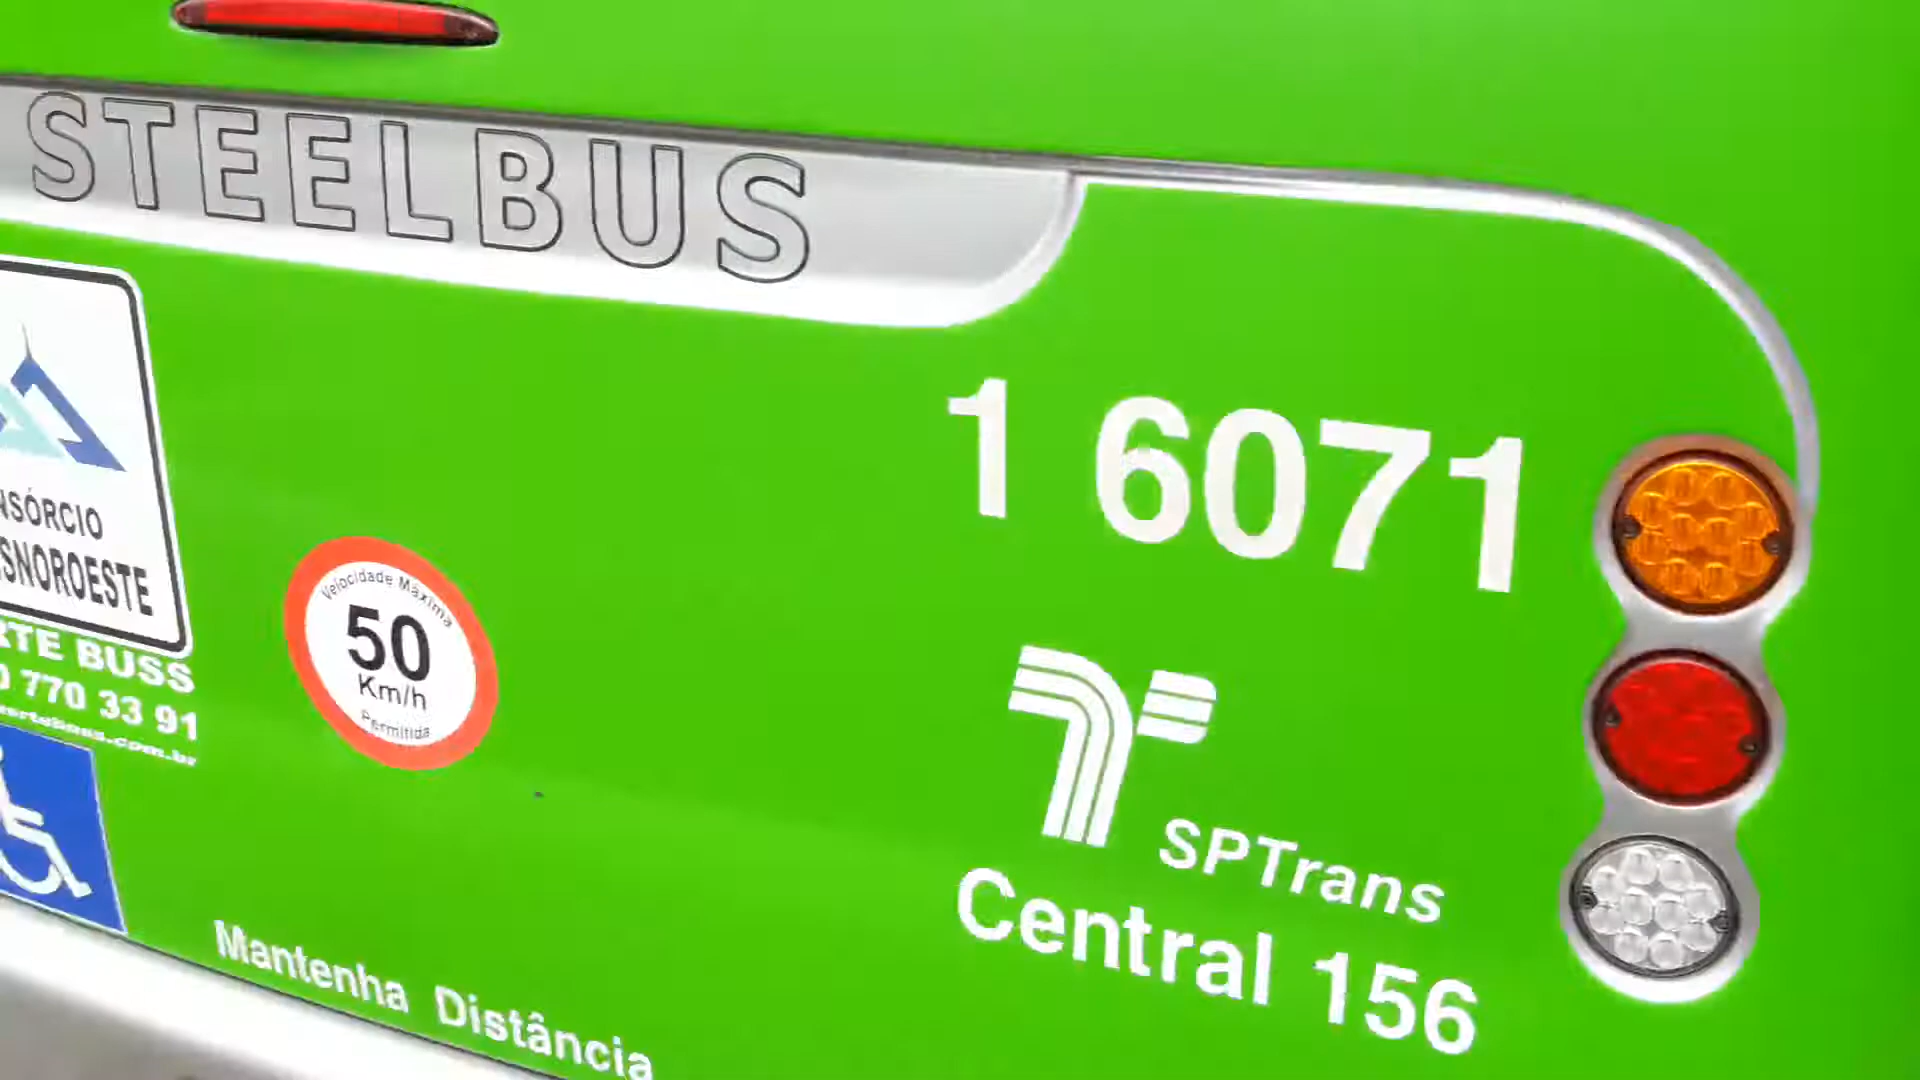 STEELBUS
1 6071
NSÓRCIO
SNOROESTE
RTE BUSS
0 770 33 91
Velocidade Máxima
50
Km/h
Permitida
SPTrans
Central 156
Mantenha Distância